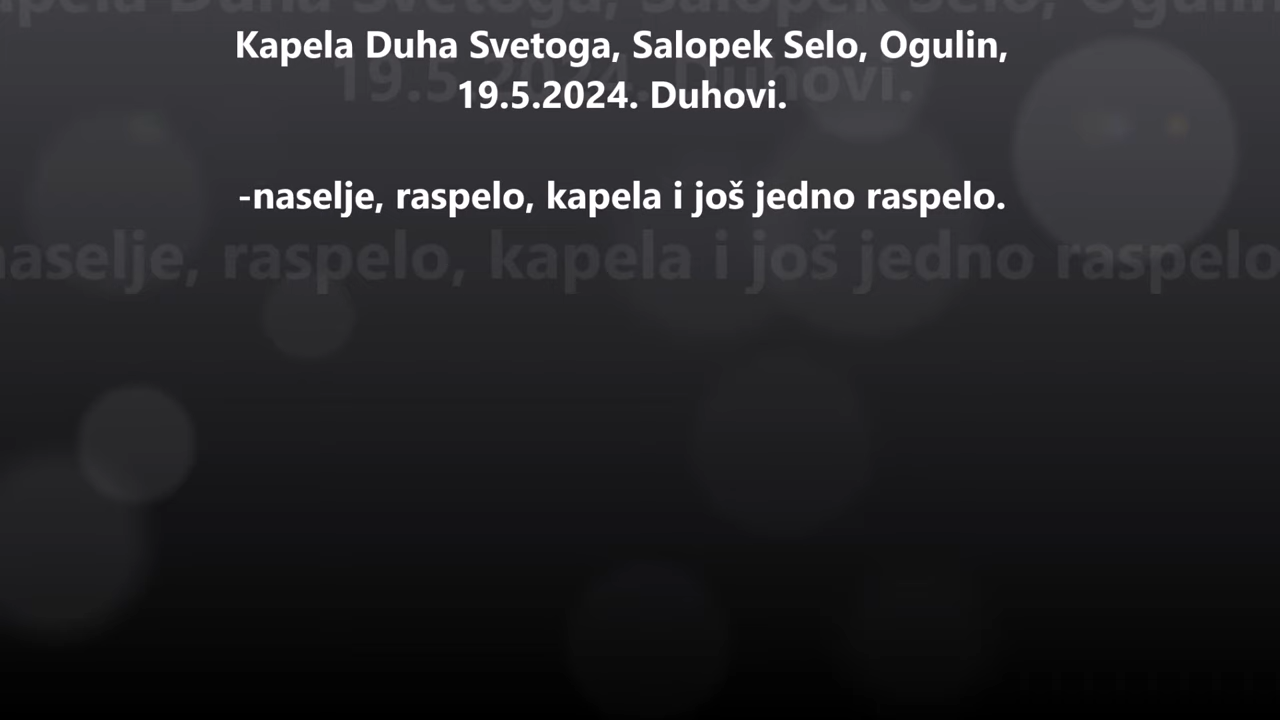 Kapela Duha Svetoga, Salopek Selo, Ogulin,
19.5.2024. Duhovi.
-naselje, raspelo, kapela i još jedno raspelo.